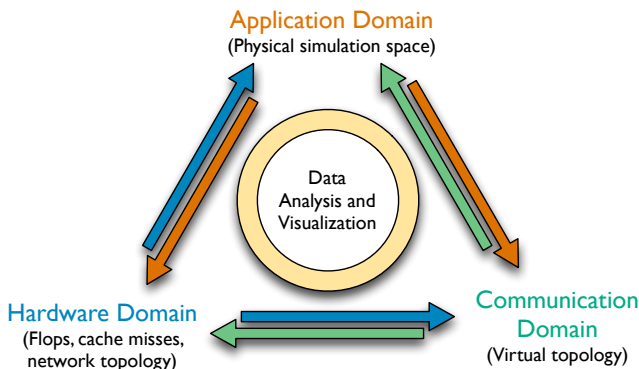 Application Domain
(Physical simulation space)
Data
Analysis and
Visualization
Hardware Domain
(Flops, cache misses,
network topology)
Communication
Domain
(Virtual topology)